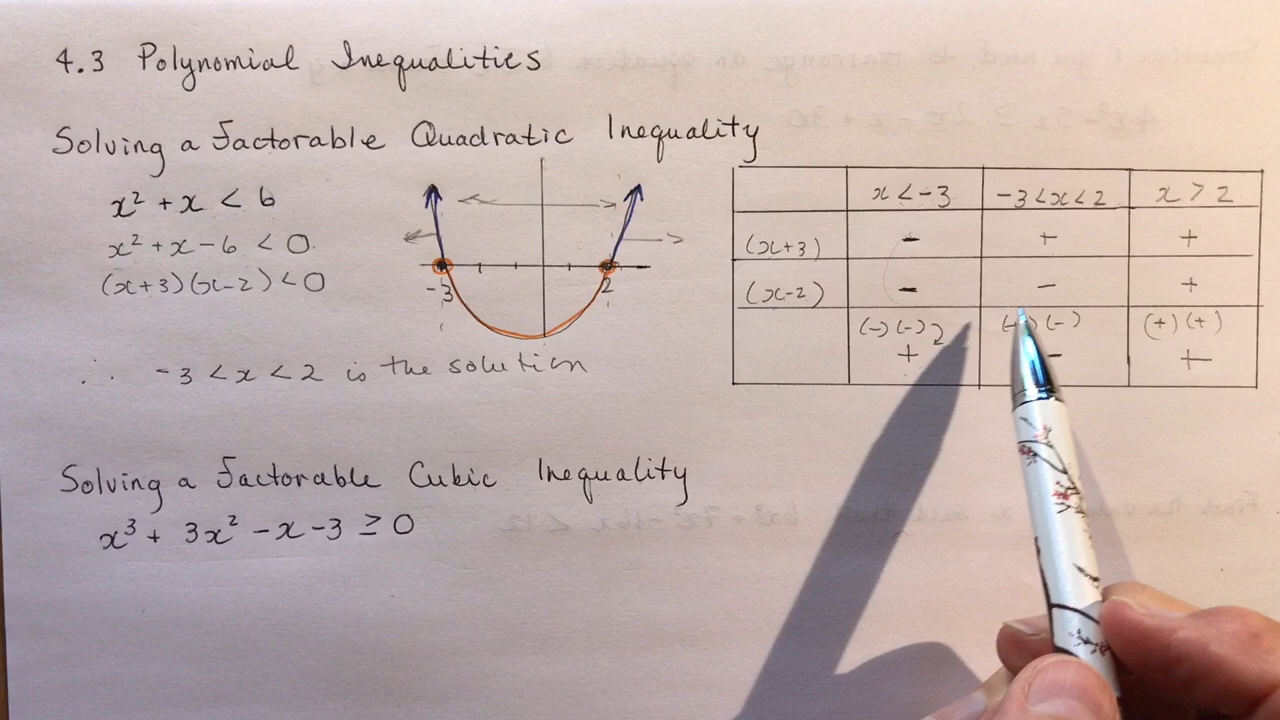 4.3 Polynomial Inequalities
Solving a Factorable Quadratic Inequality
x² + x < 6
x² + x - 6 < 0
(x+3)(x-2) < 0
-3 2
∴ -3 < x < 2 is the solution
x < -3 -3 < x < 2 x > 2
(x+3) - + +
(x-2) - - +
(-)(-) (-) (+)(+)
+ - +
Solving a Factorable Cubic Inequality
x³ + 3x² - x - 3 ≥ 0